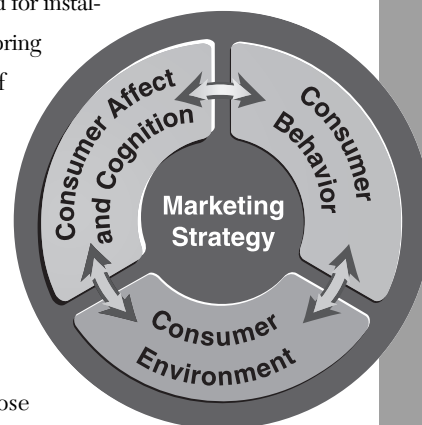 d for instal-
oring
f
Consumer Affect
and Cognition
Consumer
Behavior
Marketing
Strategy
Consumer
Environment
ose